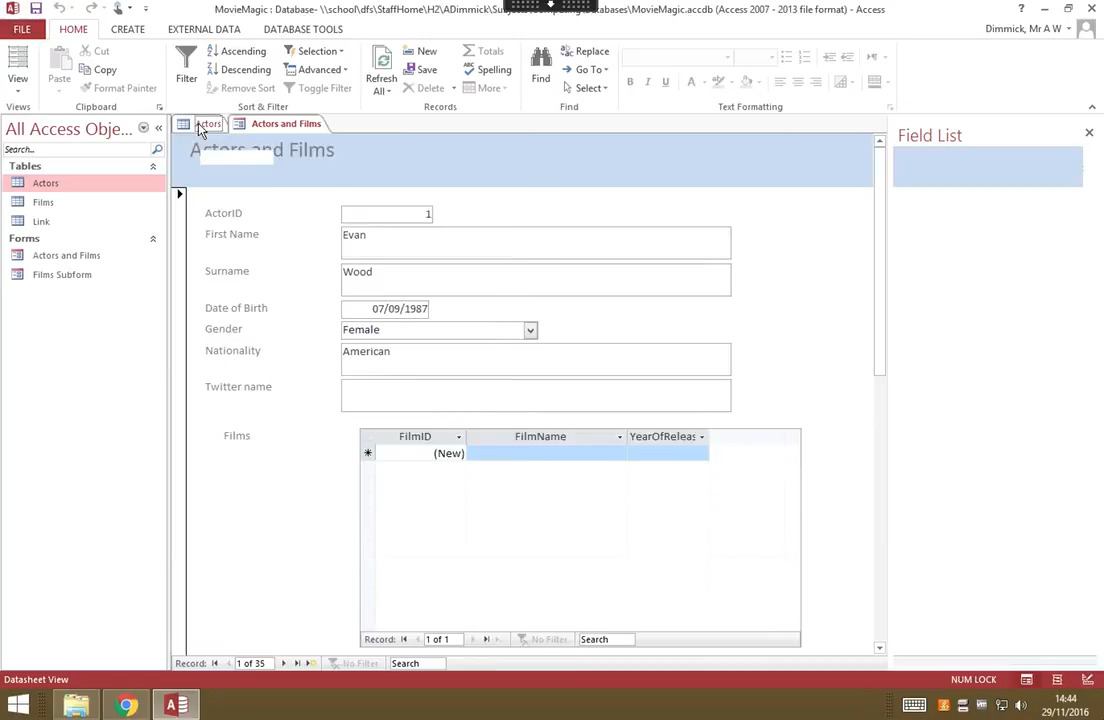 MovieMagic : Database- \\school\dfs\StaffHome\H2\ADimmick\Su
abases\MovieMagic.accdb (Access 2007 - 2013 file format) - Access
FILE HOME CREATE EXTERNAL DATA DATABASE TOOLS Dimmick, Mr A W
Cut Ascending Selection New Totals Replace
Copy Descending Advanced Save Spelling Go To
View Paste Format Painter Filter Remove Sort Toggle Filter Refresh All Delete More Find Select
Views Clipboard Sort & Filter Records Find Text Formatting
All Access Obje... Actors Actors and Films Field List
Search...
Actors and Films
Tables
Actors
Films
Link
Forms
Actors and Films
Films Subform
ActorID 1
First Name Evan
Surname Wood
Date of Birth 07/09/1987
Gender Female
Nationality American
Twitter name
Films FilmID FilmName YearOfReleas
(New)
Record: 1 of 1 No Filter Search
Record: 1 of 35 No Filter Search
Datasheet View NUM LOCK
14:44
29/11/2016